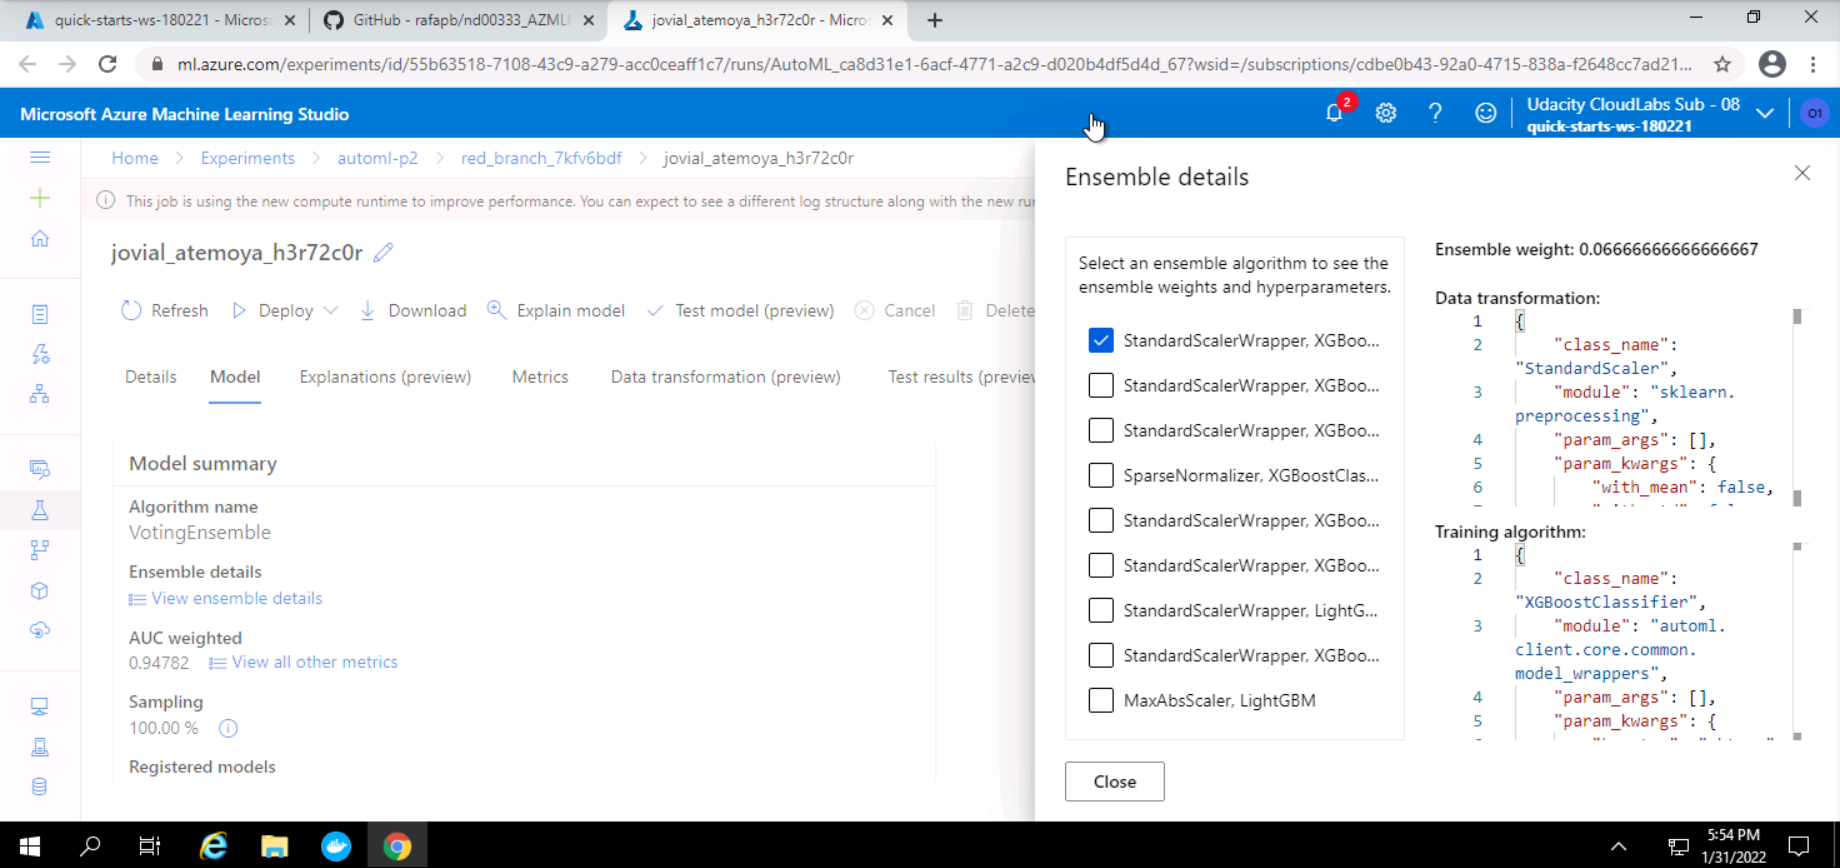 quick-starts-ws-180221 - Micros
GitHub - rafapb/nd00333_AZML
jovial_atemoya_h3r72c0r - Micro
ml.azure.com/experiments/id/55b63518-7108-43c9-a279-acc0ceaff1c7/runs/AutoML_ca8d31e1-6acf-4771-a2c9-d020b4df5d4d_67?wsid=/subscriptions/cdbe0b43-92a0-4715-838a-f2648cc7ad21...
Microsoft Azure Machine Learning Studio
2
Udacity CloudLabs Sub - 08
quick-starts-ws-180221
O1
Home > Experiments > automl-p2 > red_branch_7kfv6bdf > jovial_atemoya_h3r72c0r
This job is using the new compute runtime to improve performance. You can expect to see a different log structure along with the new ru
jovial_atemoya_h3r72c0r
Refresh Deploy Download Explain model Test model (preview) Cancel Delete
Details Model Explanations (preview) Metrics Data transformation (preview) Test results (previe
Model summary
Algorithm name
VotingEnsemble
Ensemble details
View ensemble details
AUC weighted
0.94782 View all other metrics
Sampling
100.00 %
Registered models
Ensemble details
Select an ensemble algorithm to see the
ensemble weights and hyperparameters.
StandardScalerWrapper, XGBoo...
StandardScalerWrapper, XGBoo...
StandardScalerWrapper, XGBoo...
SparseNormalizer, XGBoostClas...
StandardScalerWrapper, XGBoo...
StandardScalerWrapper, XGBoo...
StandardScalerWrapper, LightG...
StandardScalerWrapper, XGBoo...
MaxAbsScaler, LightGBM
Close
Ensemble weight: 0.06666666666666667
Data transformation:
1 {
2 "class_name":
"StandardScaler",
3 "module": "sklearn.
preprocessing",
4 "param_args": [],
5 "param_kwargs": {
6 "with_mean": false,
Training algorithm:
1 {
2 "class_name":
"XGBoostClassifier",
3 "module": "automl.
client.core.common.
model_wrappers",
4 "param_args": [],
5 "param_kwargs": {
5:54 PM
1/31/2022